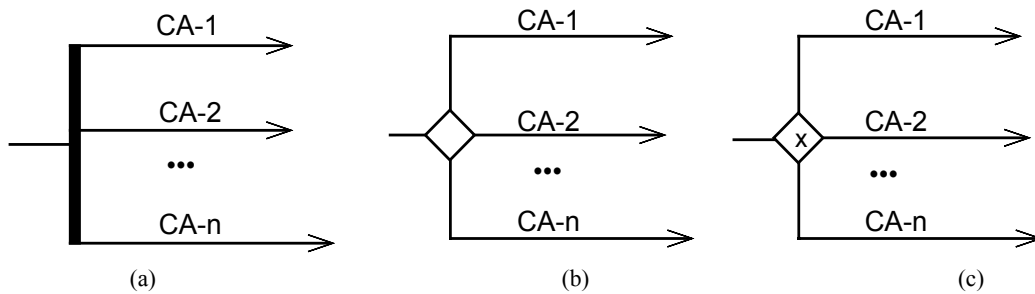 CA-1 CA-1 CA-1
CA-2 CA-2 CA-2
••• ••• •••
CA-n CA-n CA-n
x
(a) (b) (c)